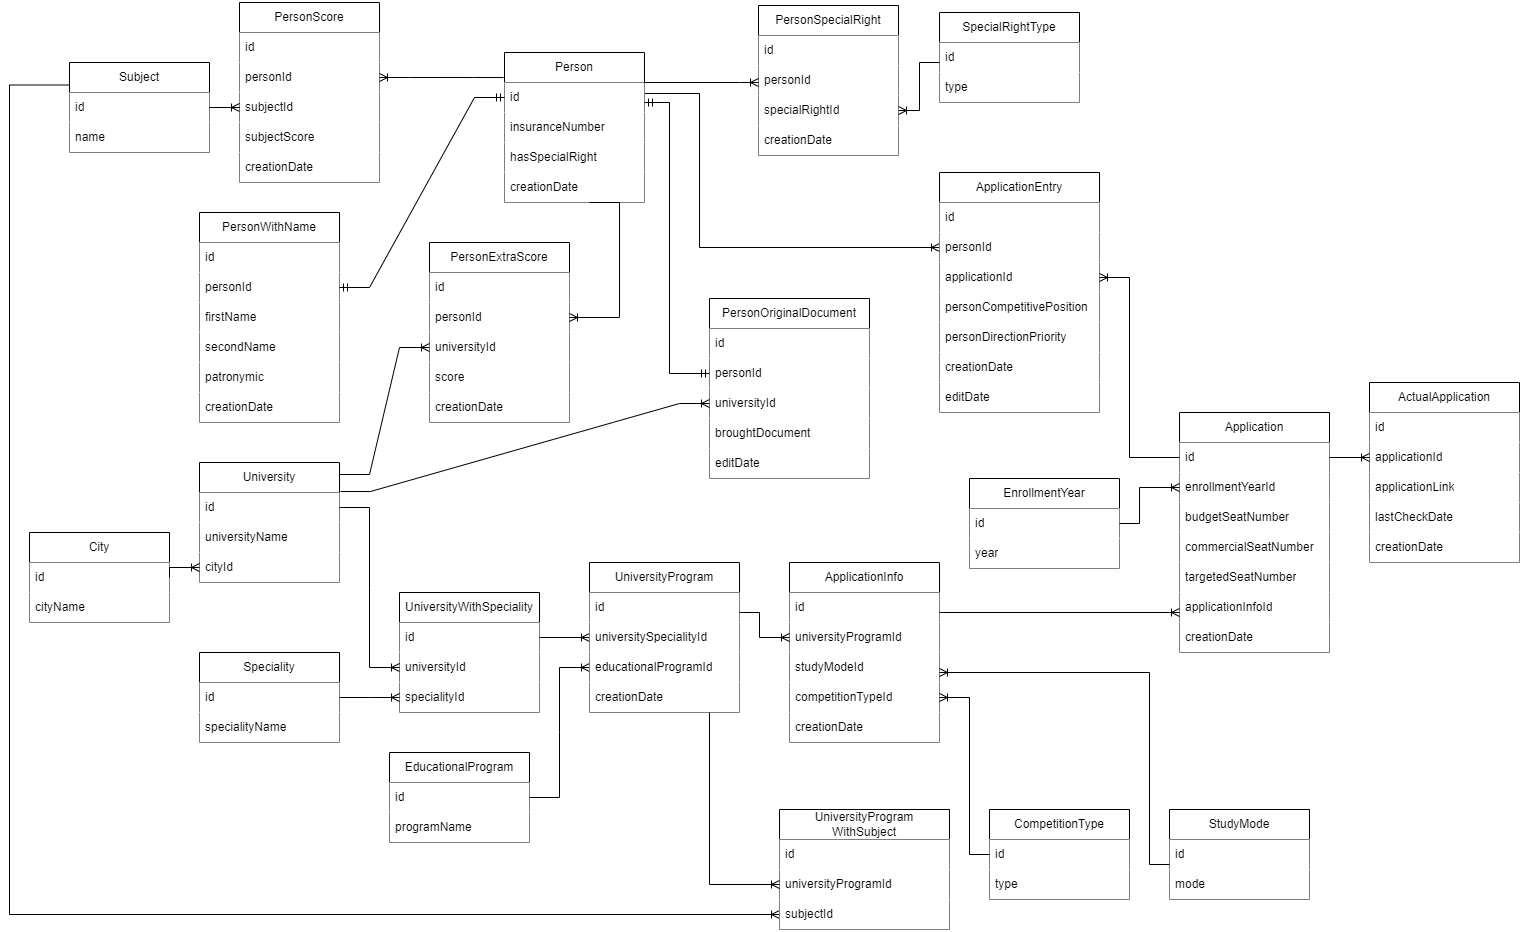 PersonScore
id
personId
subjectId
subjectScore
creationDate
Subject
id
name
Person
id
insuranceNumber
hasSpecialRight
creationDate
PersonSpecialRight
id
personId
specialRightId
creationDate
SpecialRightType
id
type
PersonWithName
id
personId
firstName
secondName
patronymic
creationDate
PersonExtraScore
id
personId
universityId
score
creationDate
PersonOriginalDocument
id
personId
universityId
broughtDocument
editDate
ApplicationEntry
id
personId
applicationId
personCompetitivePosition
personDirectionPriority
creationDate
editDate
Application
id
enrollmentYearId
budgetSeatNumber
commercialSeatNumber
targetedSeatNumber
applicationInfoId
creationDate
ActualApplication
id
applicationId
applicationLink
lastCheckDate
creationDate
EnrollmentYear
id
year
University
id
universityName
cityId
City
id
cityName
Speciality
id
specialityName
UniversityWithSpeciality
id
universityId
specialityId
UniversityProgram
id
universitySpecialityId
educationalProgramId
creationDate
ApplicationInfo
id
universityProgramId
studyModeId
competitionTypeId
creationDate
EducationalProgram
id
programName
UniversityProgram
WithSubject
id
universityProgramId
subjectId
CompetitionType
id
type
StudyMode
id
mode